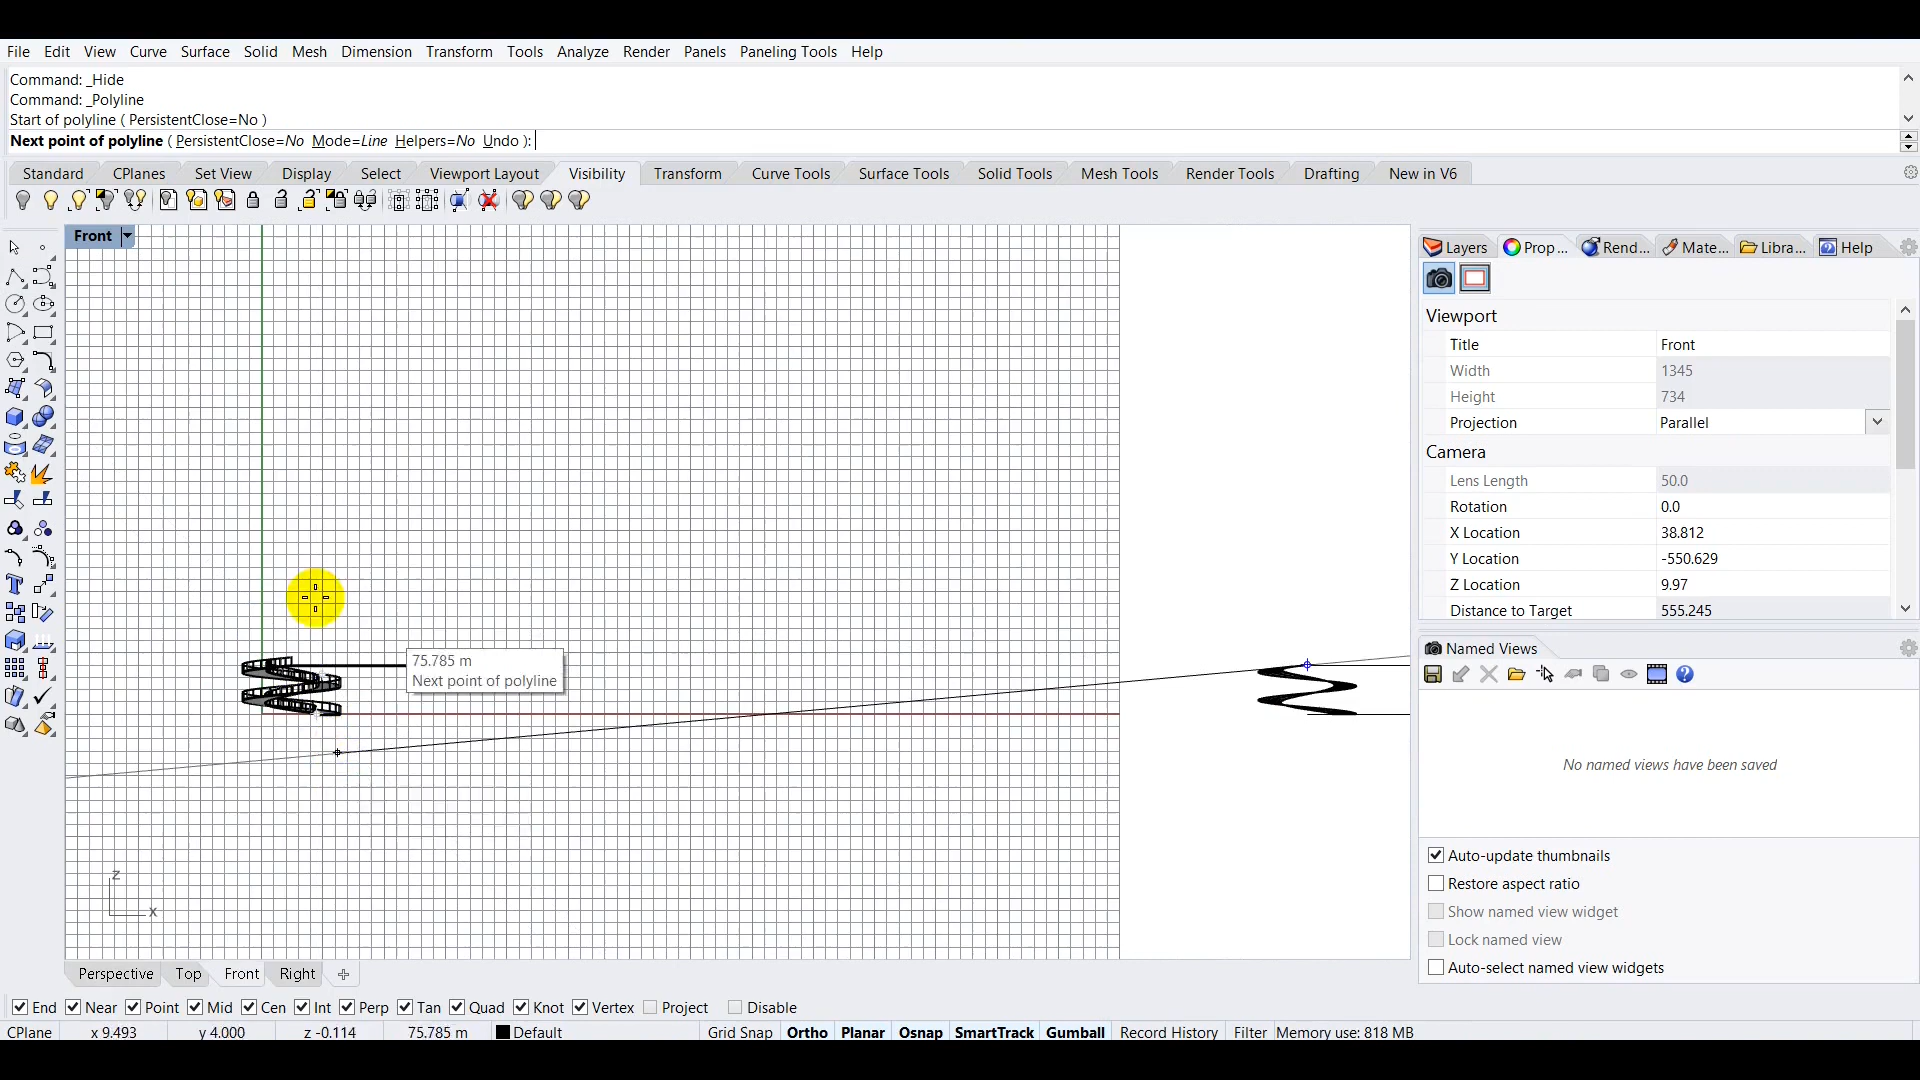 File Edit View Curve Surface Solid Mesh Dimension Transform Tools Analyze Render Panels Paneling Tools Help
Command: _Hide
Command: _Polyline
Start of polyline ( PersistentClose=No )
Next point of polyline ( PersistentClose=No Mode=Line Helpers=No Undo ):
Standard CPlanes Set View Display Select Viewport Layout Visibility Transform Curve Tools Surface Tools Solid Tools Mesh Tools Render Tools Drafting New in V6
Front
Layers Prop ... Rend... Mate... Libra... Help
Viewport
Title Front
Width 1345
Height 734
Projection Parallel
Camera
Lens Length 50.0
Rotation 0.0
X Location 38.812
Y Location -550.629
Z Location 9.97
Distance to Target 555.245
75.785 m
Next point of polyline
Named Views
No named views have been saved
Auto-update thumbnails
Restore aspect ratio
Show named view widget
Lock named view
Auto-select named view widgets
z
x
Perspective Top Front Right
End Near Point Mid Cen Int Perp Tan Quad Knot Vertex Project Disable
CPlane x 9.493 y 4.000 z -0.114 75.785 m Default Grid Snap Ortho Planar Osnap SmartTrack Gumball Record History Filter Memory use: 818 MB